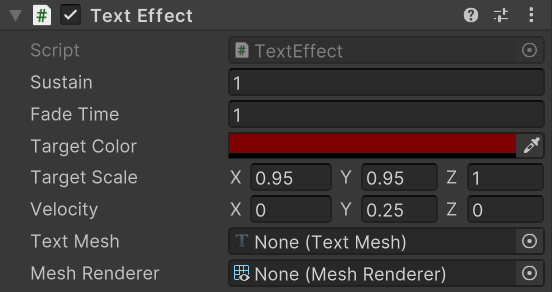 # Text Effect
Script # TextEffect
Sustain 1
Fade Time 1
Target Color
Target Scale X 0.95 Y 0.95 Z 1
Velocity X 0 Y 0.25 Z 0
Text Mesh T None (Text Mesh)
Mesh Renderer None (Mesh Renderer)